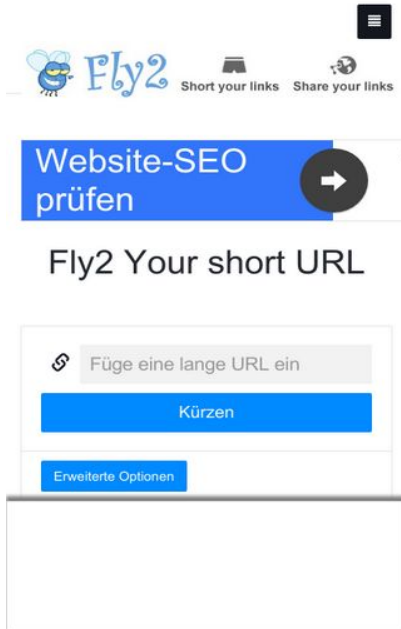 Fly2
Short your links
Share your links
Website-SEO
prüfen
Fly2 Your short URL
Füge eine lange URL ein
Kürzen
Erweiterte Optionen